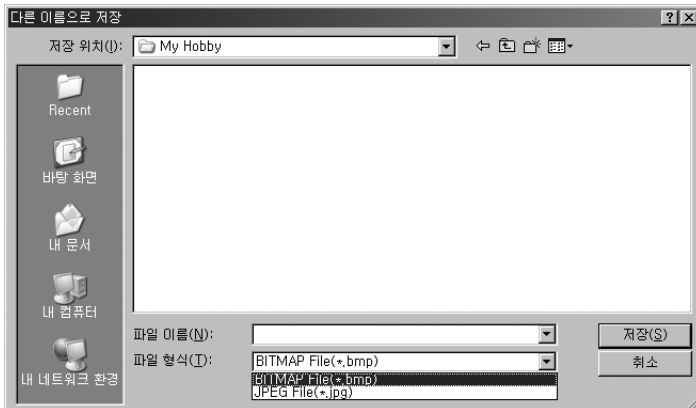 다른 이름으로 저장
저장 위치(I): My Hobby
Recent
바탕 화면
내 문서
내 컴퓨터
내 네트워크 환경
파일 이름(N): 저장(S)
파일 형식(T): BITMAP File(*.bmp) 취소
BITMAP File(*.bmp)
JPEG File(*.jpg)